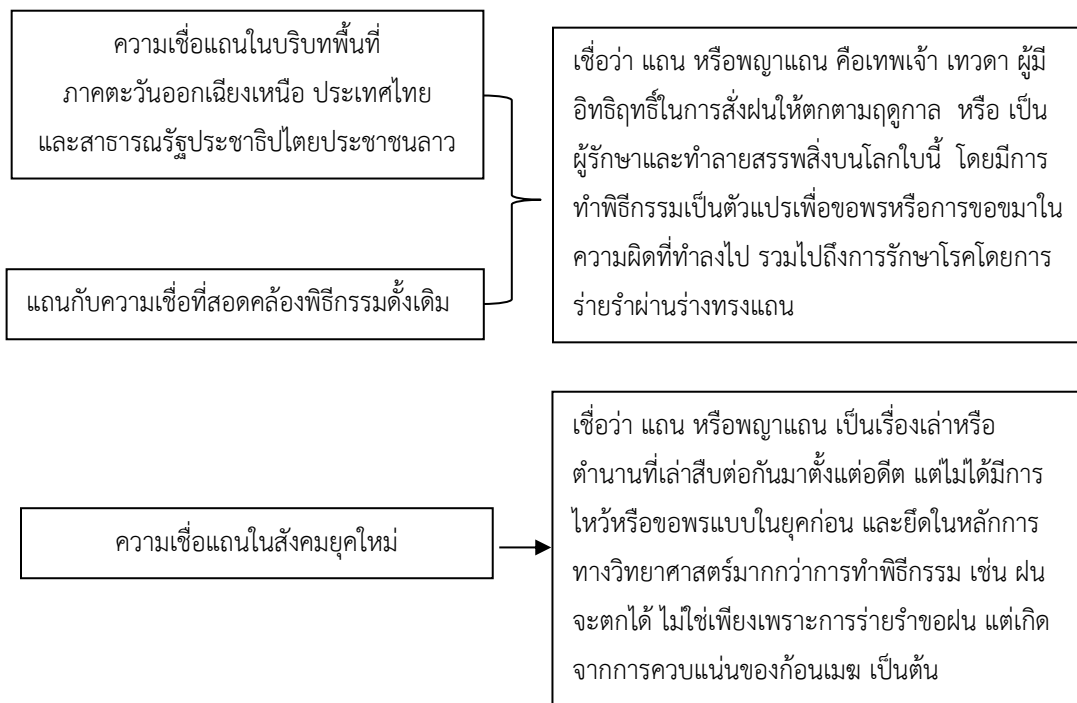 ความเชื่อแถนในบริบทพื้นที่
ภาคตะวันออกเฉียงเหนือ ประเทศไทย
และสาธารณรัฐประชาธิปไตยประชาชนลาว
แถนกับความเชื่อที่สอดคล้องพิธีกรรมดั้งเดิม
เชื่อว่า แถน หรือพญาแถน คือเทพเจ้า เทวดา ผู้มี
อิทธิฤทธิ์ในการสั่งฝนให้ตกตามฤดูกาล หรือ เป็น
ผู้รักษาและทำลายสรรพสิ่งบนโลกใบนี้ โดยมีการ
ทำพิธีกรรมเป็นตัวแปรเพื่อขอพรหรือการขอขมาใน
ความผิดที่ทำลงไป รวมไปถึงการรักษาโรคโดยการ
ร่ายรำผ่านร่างทรงแถน
ความเชื่อแถนในสังคมยุคใหม่
เชื่อว่า แถน หรือพญาแถน เป็นเรื่องเล่าหรือ
ตำนานที่เล่าสืบต่อกันมาตั้งแต่อดีต แต่ไม่ได้มีการ
ไหว้หรือขอพรแบบในยุคก่อน และยึดในหลักการ
ทางวิทยาศาสตร์มากกว่าการทำพิธีกรรม เช่น ฝน
จะตกได้ ไม่ใช่เพียงเพราะการร่ายรำขอฝน แต่เกิด
จากการควบแน่นของก้อนเมฆ เป็นต้น